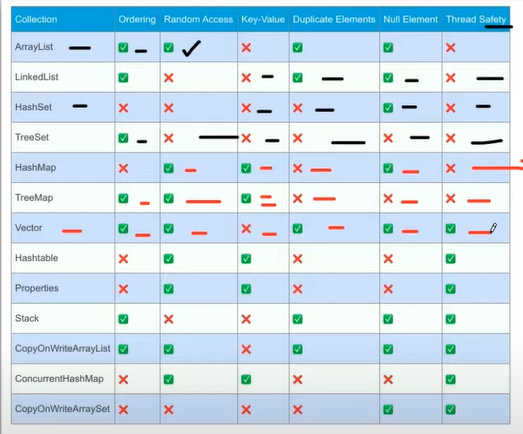 Collection Ordering Random Access Key-Value Duplicate Elements Null Element Thread Safety
ArrayList ✅ ✅ ❌ ✅ ✅ ❌
LinkedList ✅ ❌ ❌ ✅ ✅ ❌
HashSet ❌ ❌ ❌ ❌ ✅ ❌
TreeSet ✅ ❌ ❌ ❌ ❌ ❌
HashMap ❌ ✅ ✅ ❌ ✅ ❌
TreeMap ✅ ✅ ✅ ❌ ❌ ❌
Vector ✅ ✅ ❌ ✅ ✅ ✅
Hashtable ❌ ✅ ✅ ❌ ❌ ✅
Properties ❌ ✅ ✅ ❌ ❌ ✅
Stack ✅ ❌ ❌ ✅ ✅ ✅
CopyOnWriteArrayList ✅ ✅ ❌ ✅ ✅ ✅
ConcurrentHashMap ❌ ✅ ✅ ❌ ❌ ✅
CopyOnWriteArraySet ❌ ❌ ❌ ❌ ✅ ✅